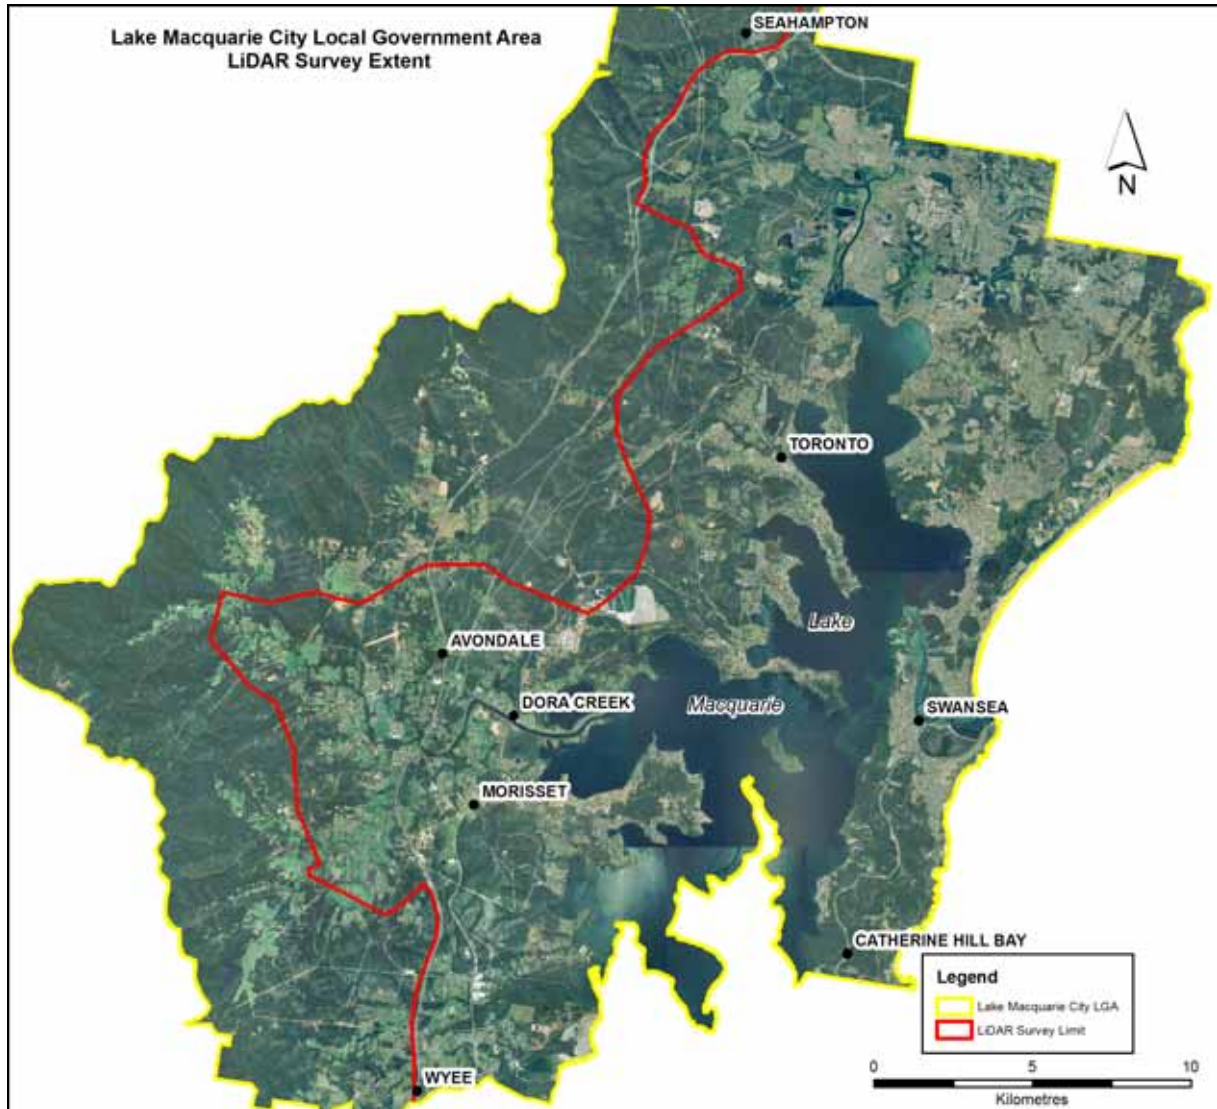 Lake Macquarie City Local Government Area
LiDAR Survey Extent
SEAHAMPTON
N
TORONTO
Lake
AVONDALE
DORA CREEK
Macquarie
SWANSEA
MORISSET
CATHERINE HILL BAY
Legend
Lake Macquarie City LGA
LiDAR Survey Limit
WYEE
0 5 10
Kilometres